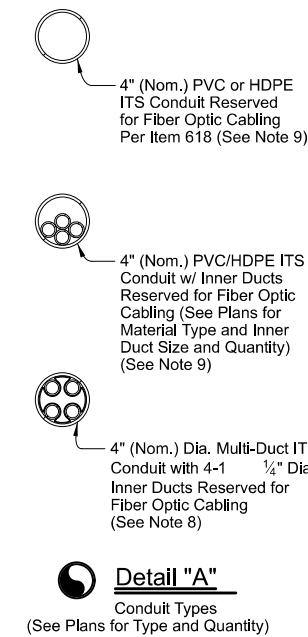 4" (Nom.) PVC or HDPE
ITS Conduit Reserved
for Fiber Optic Cabling
Per Item 618 (See Note 9)
4" (Nom.) PVC/HDPE ITS
Conduit w/ Inner Ducts
Reserved for Fiber Optic
Cabling (See Plans for
Material Type and Inner
Duct Size and Quantity)
(See Note 9)
4" (Nom.) Dia. Multi-Duct IT
Conduit with 4-1 ¼" Dia
Inner Ducts Reserved for
Fiber Optic Cabling
(See Note 8)
Detail "A"
Conduit Types
(See Plans for Type and Quantity)